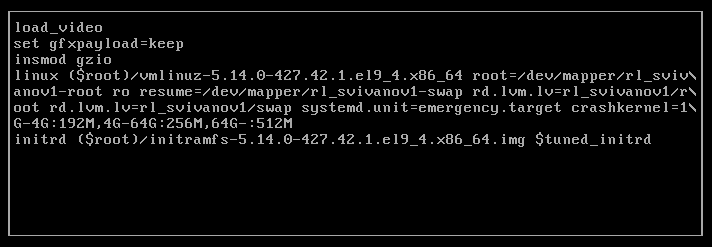 load_video
set gfxpayload=keep
insmod gzio
linux ($root)/vmlinuz-5.14.0-427.42.1.el9_4.x86_64 root=/dev/mapper/rl_sviv\
anov1-root ro resume=/dev/mapper/rl_svivanov1-swap rd.lvm.lv=rl_svivanov1/r\
oot rd.lvm.lv=rl_svivanov1/swap systemd.unit=emergency.target crashkernel=1\
G-4G:192M,4G-64G:256M,64G-:512M
initrd ($root)/initramfs-5.14.0-427.42.1.el9_4.x86_64.img $tuned_initrd